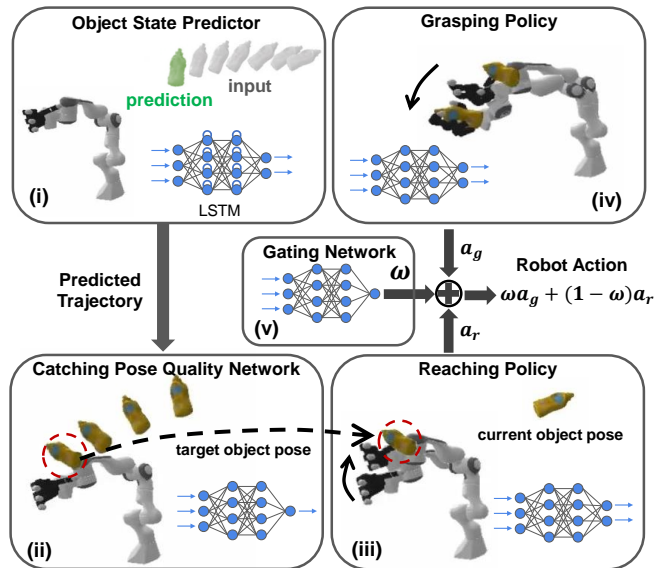 Object State Predictor
prediction
input
(i)
LSTM
Grasping Policy
(iv)
Predicted
Trajectory
Gating Network
(v)
ω
a_g
Robot Action
ωa_g + (1 − ω)a_r
a_r
Catching Pose Quality Network
target object pose
(ii)
Reaching Policy
current object pose
(iii)